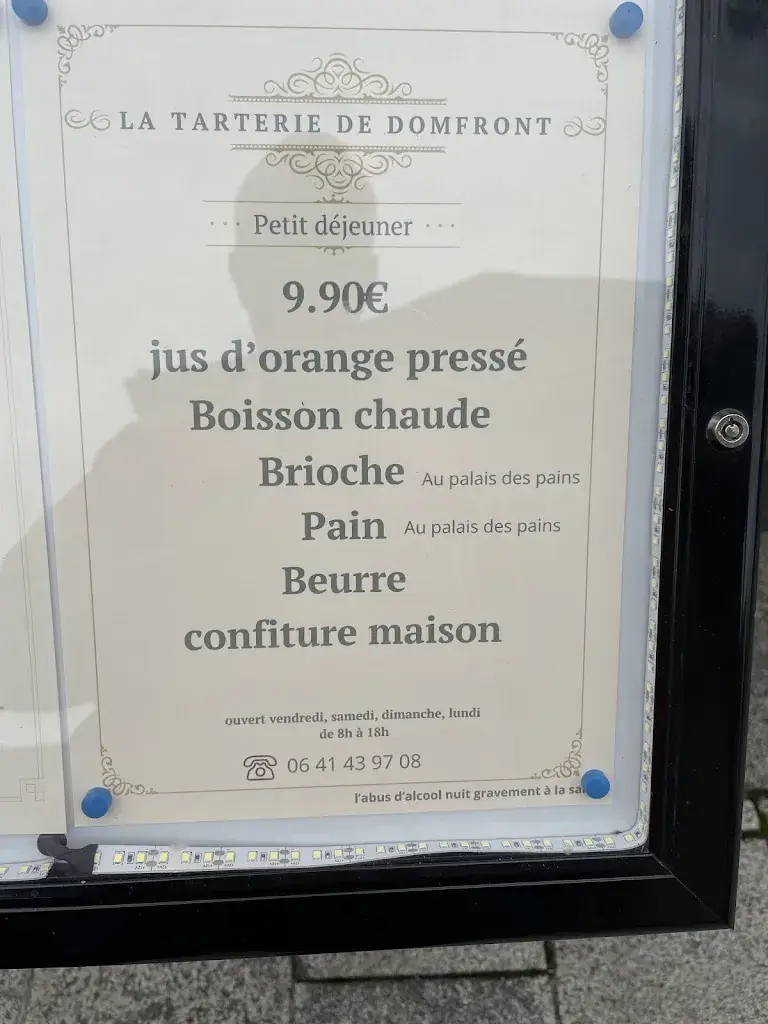 LA TARTERIE DE DOMFRONT
Petit déjeuner
9.90€
jus d'orange pressé
Boisson chaude
Brioche Au palais des pains
Pain Au palais des pains
Beurre
confiture maison
ouvert vendredi, samedi, dimanche, lundi
de 8h à 18h
06 41 43 97 08
l'abus d'alcool nuit gravement à la